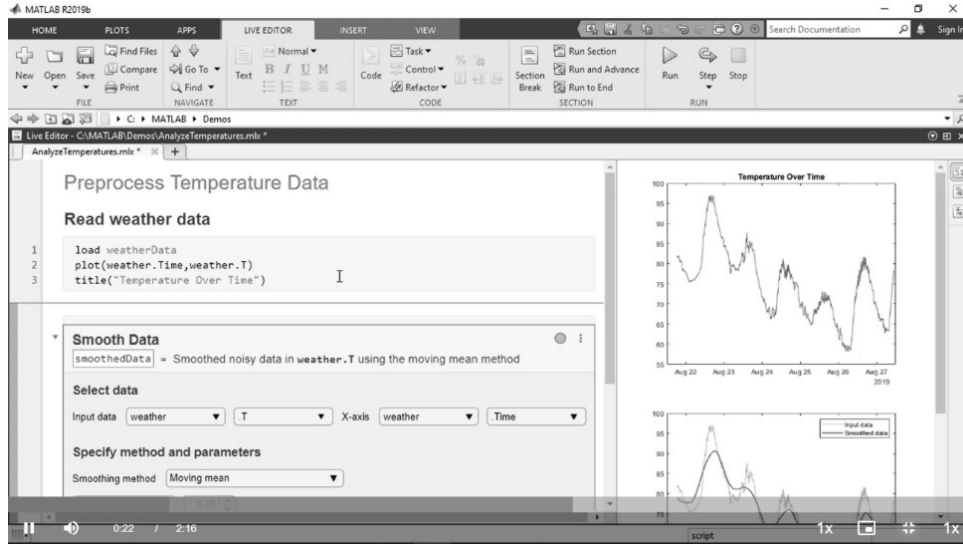 MATLAB R2019b
HOME PLOTS APPS LIVE EDITOR INSERT VIEW
Search Documentation
Sign In
New Open Save
Find Files
Compare
Print
FILE
Go To
Find
NAVIGATE
Text
Normal
B I U M
TEXT
Code
Task
Control
Refactor
CODE
Section Break
Run Section
Run and Advance
Run to End
SECTION
Run Step Stop
RUN
C: MATLAB Demos
Live Editor - C:\MATLAB\Demos\AnalyzeTemperatures.mlx *
AnalyzeTemperatures.mlx *
Preprocess Temperature Data
Read weather data
1 load weatherData
2 plot(weather.Time,weather.T)
3 title("Temperature Over Time")
Smooth Data
smoothedData = Smoothed noisy data in weather.T using the moving mean method
Select data
Input data weather .T X-axis weather .Time
Specify method and parameters
Smoothing method Moving mean
Temperature Over Time
100
95
90
85
80
75
70
65
60
55
Aug 22 Aug 23 Aug 24 Aug 25 Aug 26 Aug 27
2019
100
95
90
85
80
75
Input data
Smoothed data
0:22 / 2:16
1x
1x
script